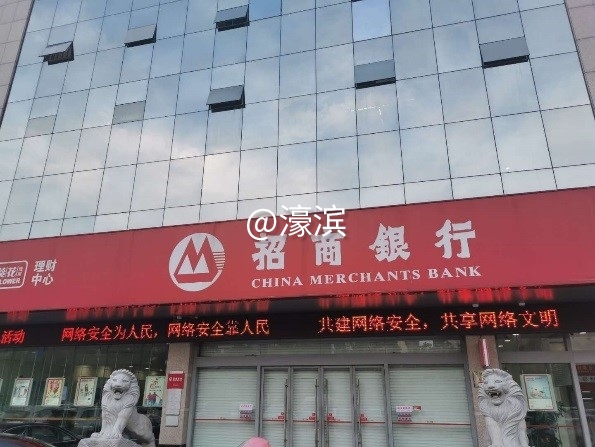 @濠滨
招商銀行
CHINA MERCHANTS BANK
理财
中心
LOWER
活动 网络安全为人民，网络安全靠人民 共建网络安全，共享网络文明